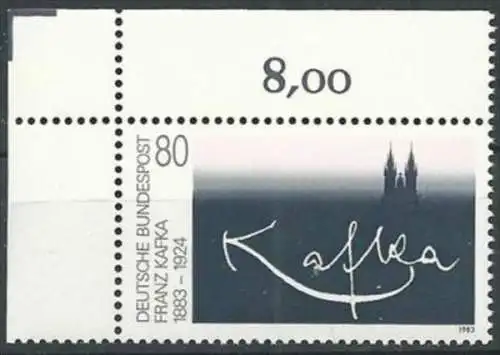 8,00
80
DEUTSCHE BUNDESPOST
FRANZ KAFKA
1883 – 1924
Kafka
1983